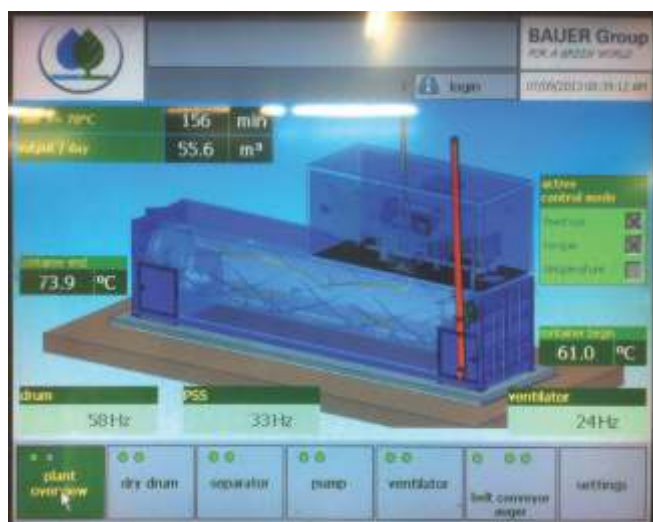 BAUER Group
FOR A GREEN WORLD
login
70°C 156 min
output / day 55.6 m³
active
control mode
torque
temperature
container end
73.9 °C
container begin
61.0 °C
drum PSS ventilator
58Hz 33Hz 24Hz
plant
overview
dry drum
separator
pump
ventilator
belt conveyor
auger
settings